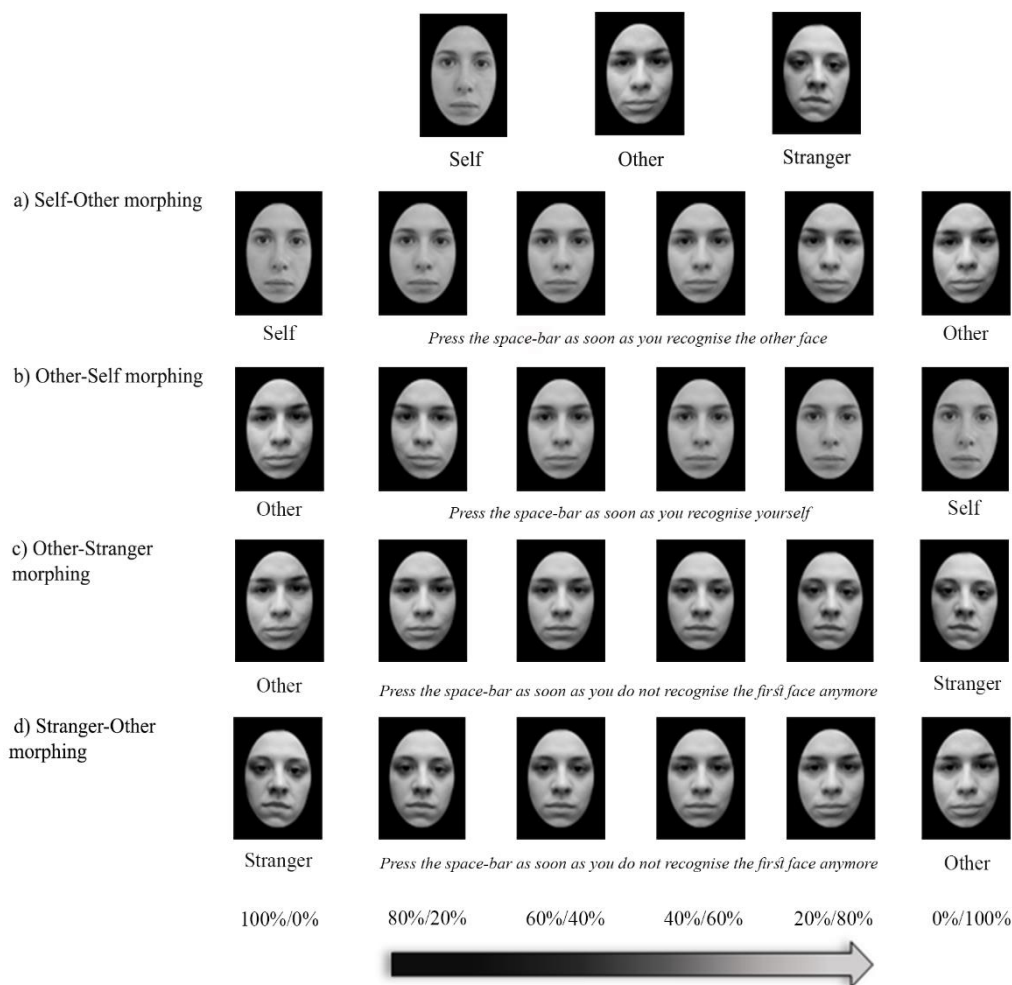 Self
Other
Stranger
a) Self-Other morphing
Self
Press the space-bar as soon as you recognise the other face
Other
b) Other-Self morphing
Other
Press the space-bar as soon as you recognise yourself
Self
c) Other-Stranger
morphing
Other
Press the space-bar as soon as you do not recognise the first face anymore
Stranger
d) Stranger-Other
morphing
Stranger
Press the space-bar as soon as you do not recognise the first face anymore
Other
100%/0%
80%/20%
60%/40%
40%/60%
20%/80%
0%/100%